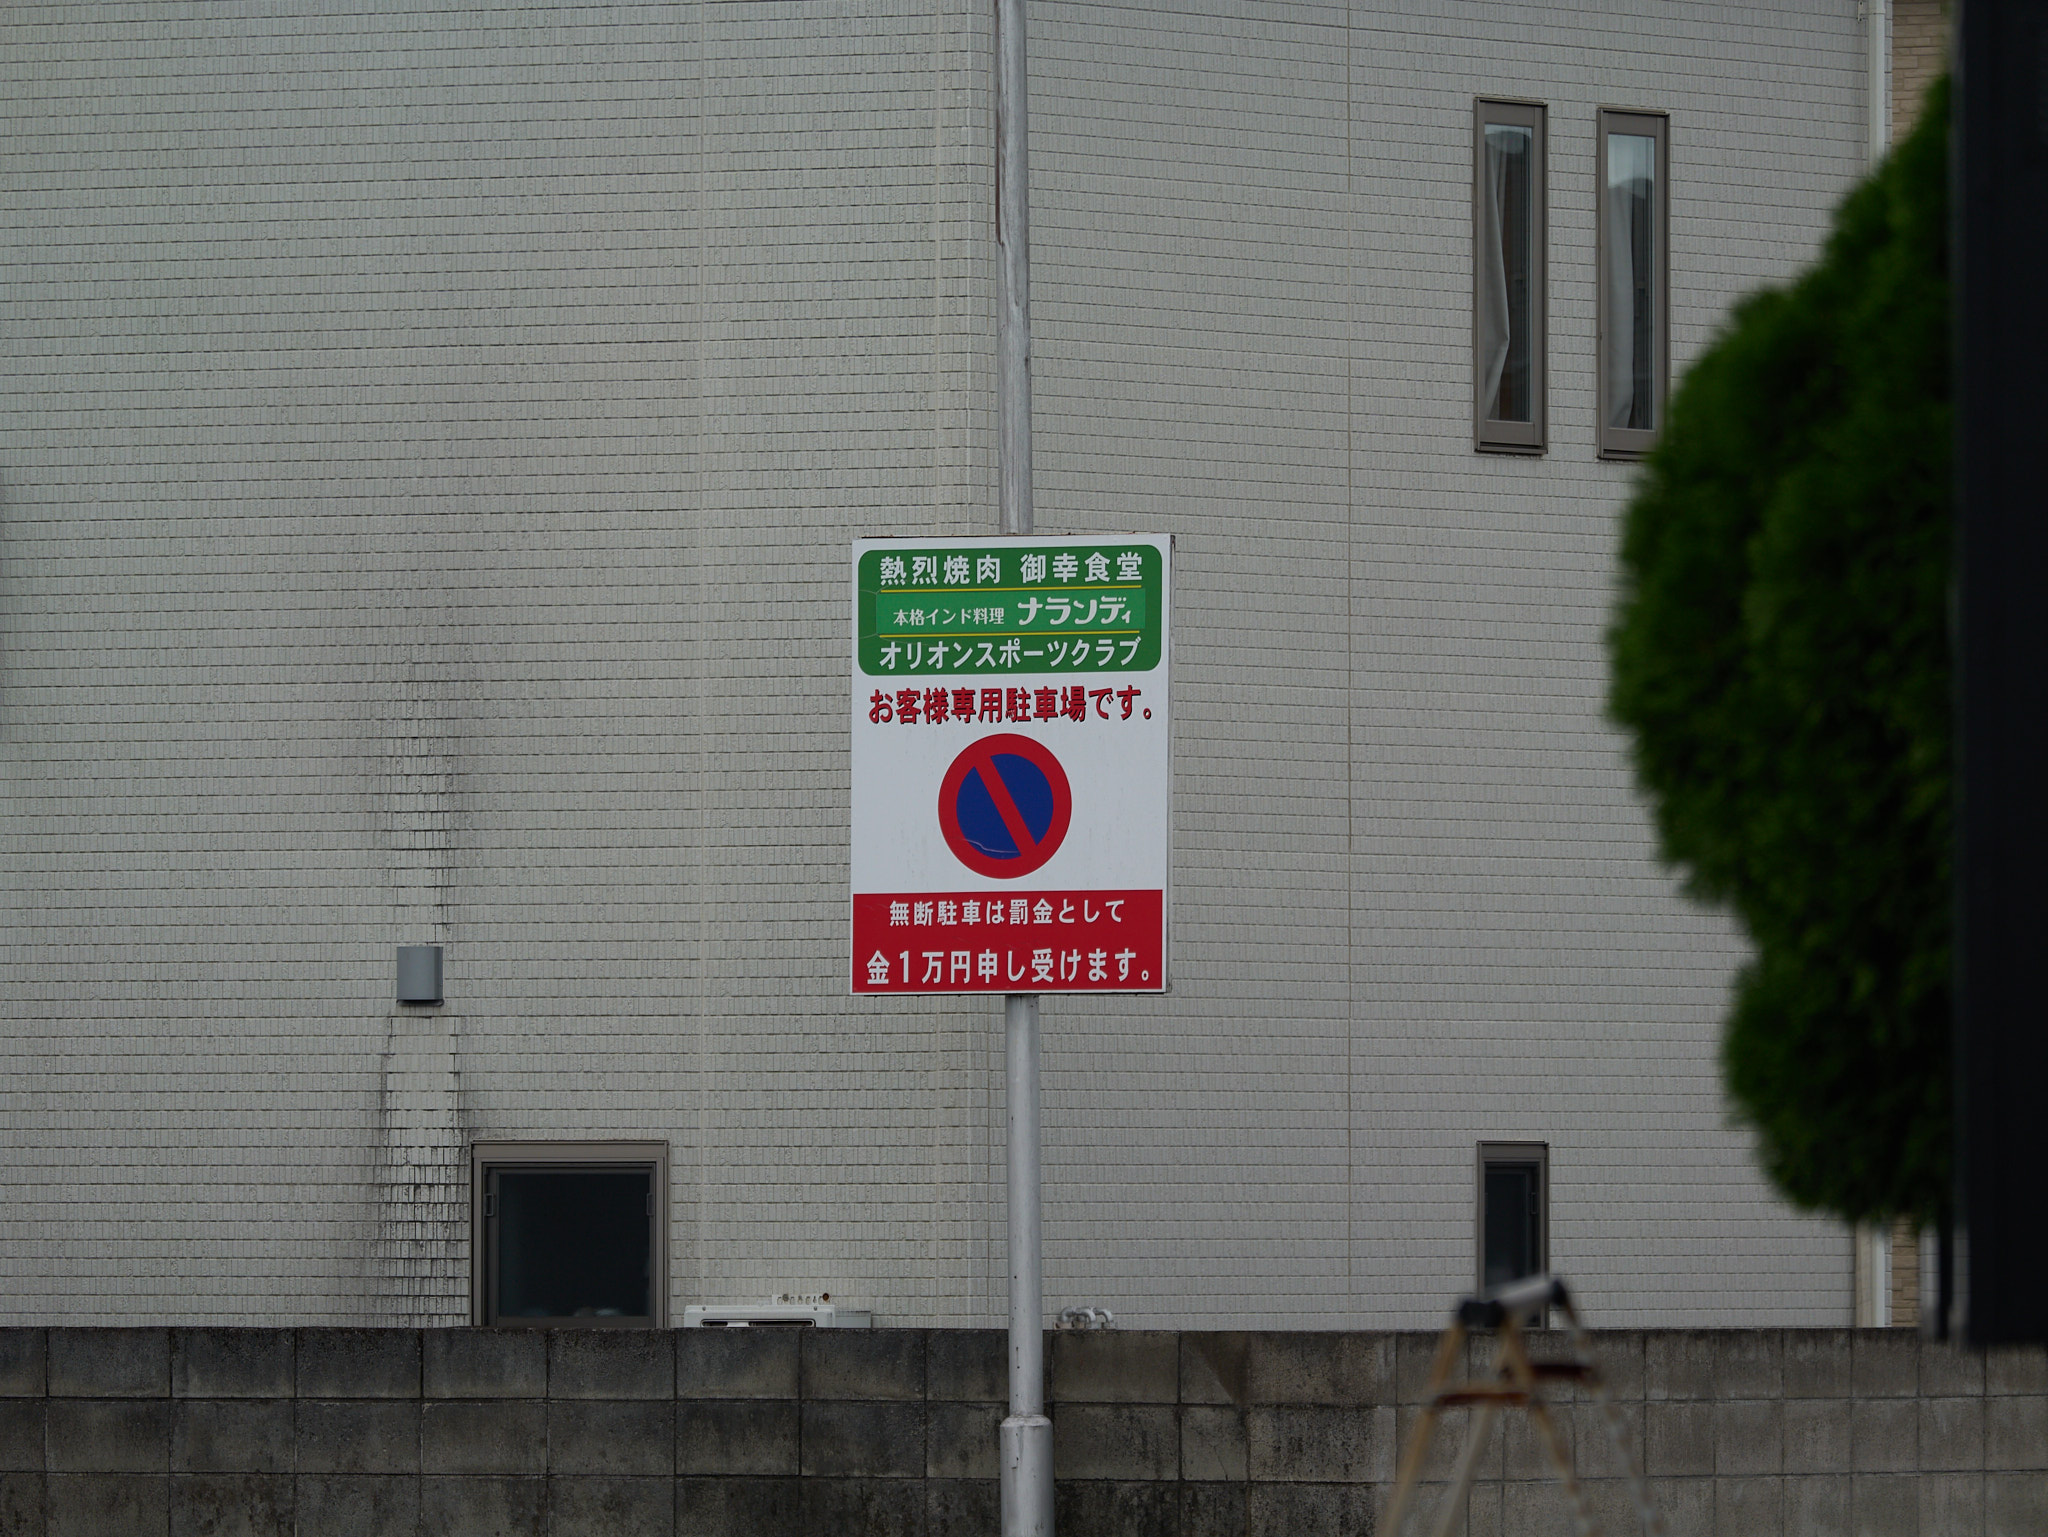 熱烈焼肉 御幸食堂
本格インド料理 ナランディ
オリオンスポーツクラブ
お客様専用駐車場です。
無断駐車は罰金として
金1万円申し受けます。